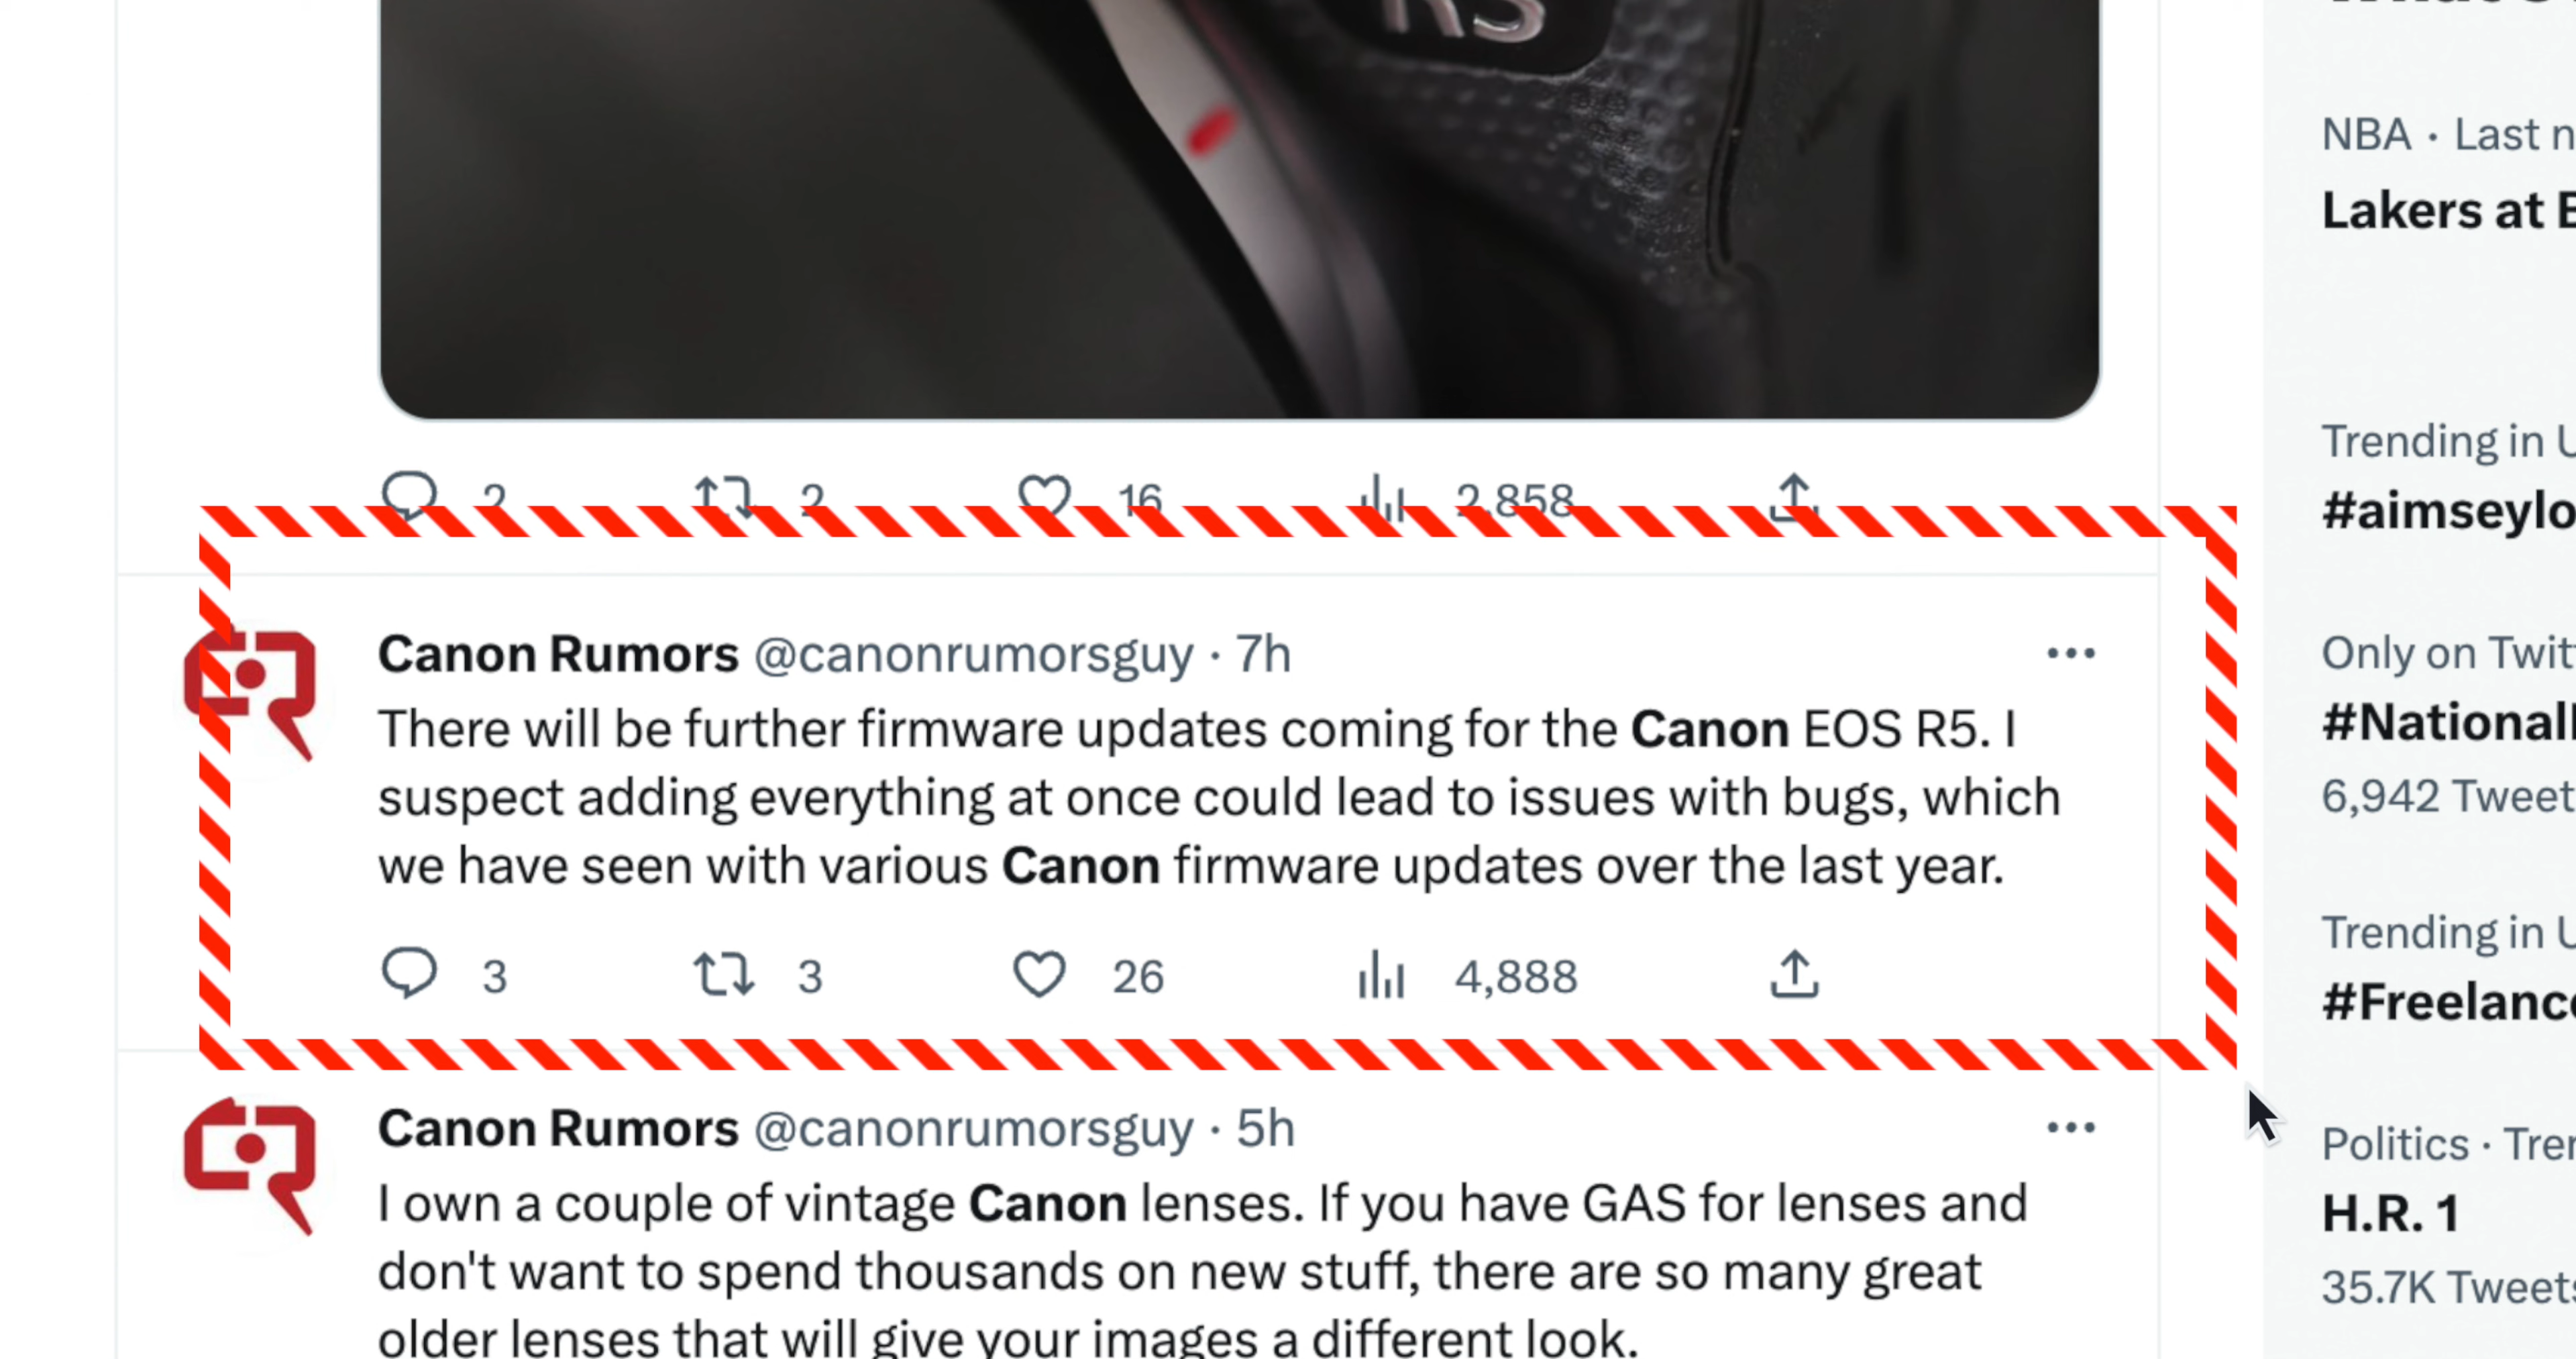 R5
NBA · Last
Lakers at
2 2 16 2,858
Trending in
#aimseylo
Canon Rumors @canonrumorsguy · 7h
There will be further firmware updates coming for the Canon EOS R5. I
suspect adding everything at once could lead to issues with bugs, which
we have seen with various Canon firmware updates over the last year.
3 3 26 4,888
Only on
#National
6,942 Tweet
Trending in
#Freelance
Canon Rumors @canonrumorsguy · 5h
I own a couple of vintage Canon lenses. If you have GAS for lenses and
don't want to spend thousands on new stuff, there are so many great
older lenses that will give your images a different look.
Politics ·
H.R. 1
35.7K Tweets